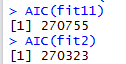 > AIC(fit11)
[1] 270755
> AIC(fit2)
[1] 270323